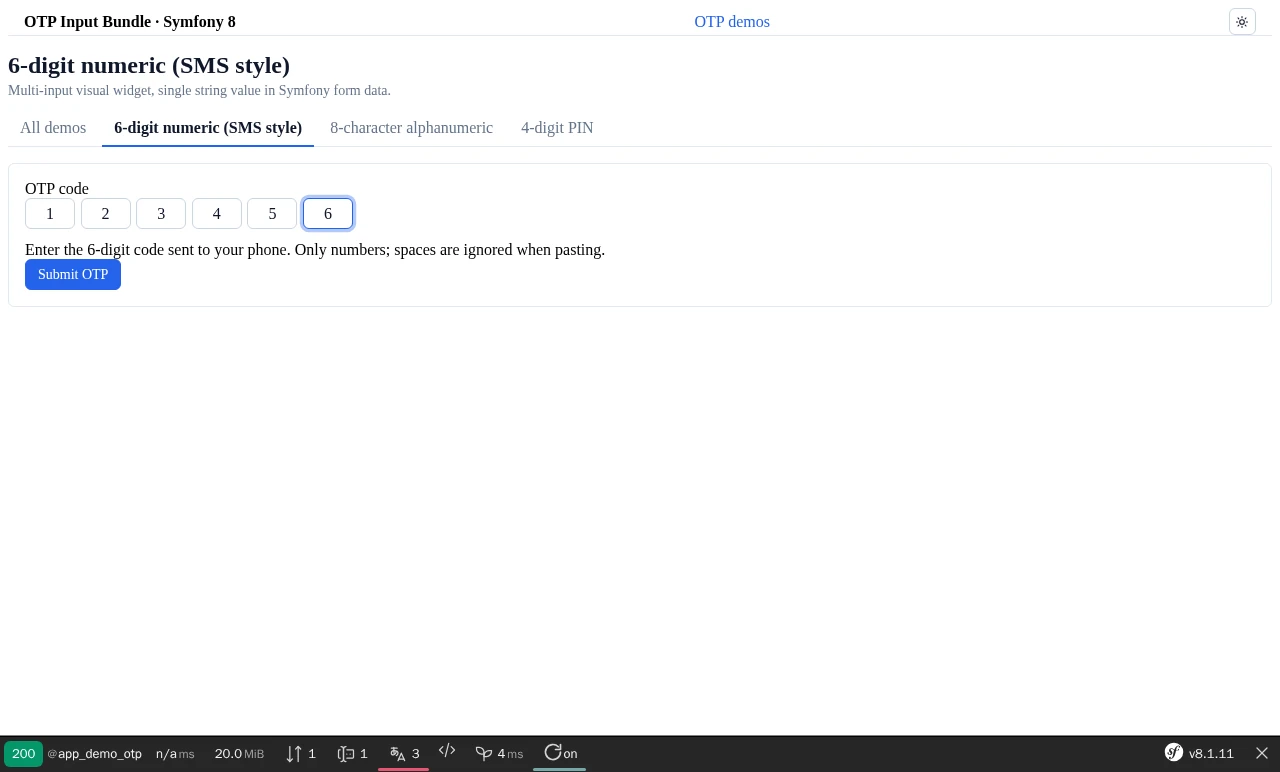 OTP Input Bundle · Symfony 8 OTP demos
6-digit numeric (SMS style)
Multi-input visual widget, single string value in Symfony form data.
All demos 6-digit numeric (SMS style) 8-character alphanumeric 4-digit PIN
OTP code
1 2 3 4 5 6
Enter the 6-digit code sent to your phone. Only numbers; spaces are ignored when pasting.
Submit OTP
200 @app_demo_otp n/a ms 20.0 MiB 1 1 3 4 ms on sf v8.1.11